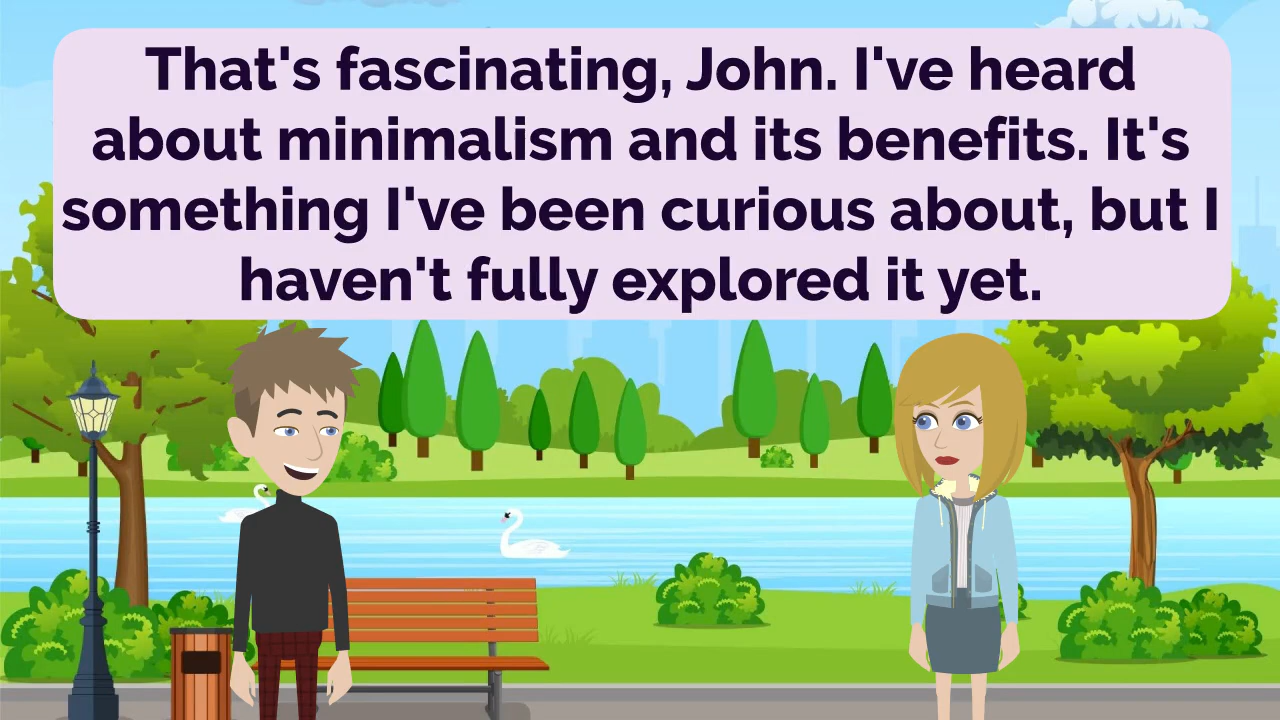 That's fascinating, John. I've heard
about minimalism and its benefits. It's
something I've been curious about, but I
haven't fully explored it yet.